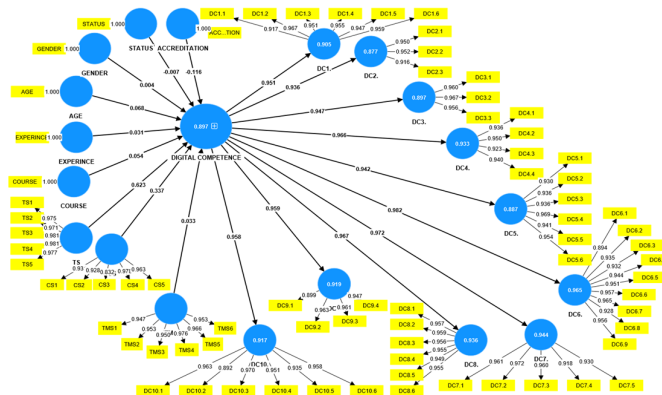 DC1.1 DC1.2 DC1.3 DC1.4 DC1.5 DC1.6
0.917 0.967 0.951 0.955 0.947 0.959
0.905
DC1.
STATUS 1.000
STATUS
1.000 ACC...TION
ACCREDITATION
GENDER 1.000
GENDER
AGE 1.000
AGE
EXPERINCE 1.000
EXPERINCE
COURSE 1.000
COURSE
-0.007
-0.116
0.004
0.068
0.031
0.054
0.623
0.337
0.033
0.897
DIGITAL COMPETENCE
0.951
0.936
0.947
0.966
0.942
0.982
0.972
0.967
0.959
0.958
0.877
DC2.
0.950 DC2.1
0.952 DC2.2
0.916 DC2.3
0.897
DC3.
0.960 DC3.1
0.967 DC3.2
0.956 DC3.3
0.933
DC4.
0.936 DC4.1
0.950 DC4.2
0.923 DC4.3
0.940 DC4.4
0.887
DC5.
0.930 DC5.1
0.936 DC5.2
0.936 DC5.3
0.969 DC5.4
0.941 DC5.5
0.954 DC5.6
0.965
DC6.
0.894 DC6.1
0.935 DC6.2
0.932 DC6.3
0.944
0.951 DC6.5
0.957 DC6.6
0.965 DC6.7
0.928 DC6.8
0.956 DC6.9
TS1 0.975
TS2 0.971
TS3 0.981
TS4 0.981
TS5 0.977
TS
0.93 0.928 0.832 0.971 0.963
CS1 CS2 CS3 CS4 CS5
TMS1 0.947
TMS2 0.953
TMS3
TMS4 0.976
TMS5 0.966
TMS6 0.953
0.919
DC9.1 0.899
DC9.2 0.963
DC9.3 0.961
DC9.4 0.947
0.917
DC10.
0.963 0.892 0.970 0.951 0.935 0.958
DC10.1 DC10.2 DC10.3 DC10.4 DC10.5 DC10.6
0.936
DC8.
DC8.1 0.957
DC8.2 0.959
DC8.3 0.956
DC8.4 0.955
DC8.5 0.949
DC8.6 0.955
0.944
DC7.
0.961 0.972 0.960 0.918 0.930
DC7.1 DC7.2 DC7.3 DC7.4 DC7.5